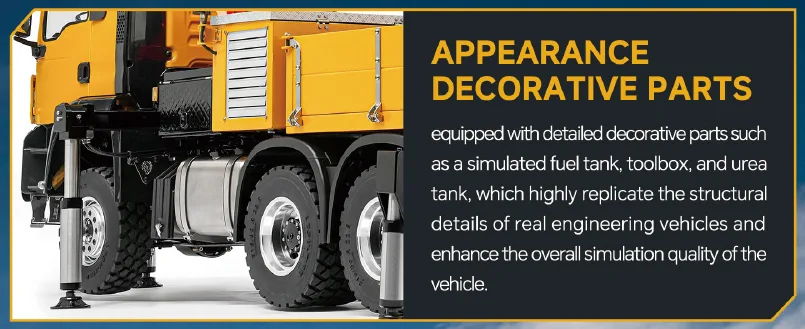 APPEARANCE
DECORATIVE PARTS
equipped with detailed decorative parts such
as a simulated fuel tank, toolbox, and urea
tank, which highly replicate the structural
details of real engineering vehicles and
enhance the overall simulation quality of the
vehicle.